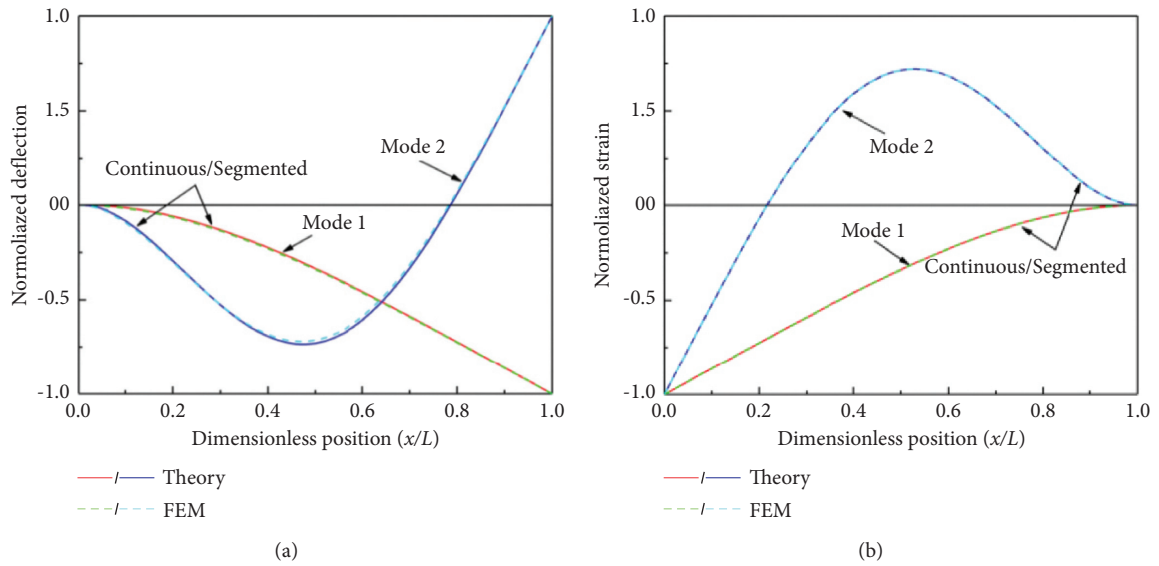 1.0
1.5
00
-0.5
-1.0
Normoliazed deflection
Continuous/Segmented
Mode 2
Mode 1
0.0 0.2 0.4 0.6 0.8 1.0
Dimensionless position (x/L)
/ Theory
/ FEM
(a)
1.0
1.5
00
-0.5
-1.0
Normoliazed strain
Mode 2
Mode 1
Continuous/Segmented
0.0 0.2 0.4 0.6 0.8 1.0
Dimensionless position (x/L)
/ Theory
/ FEM
(b)